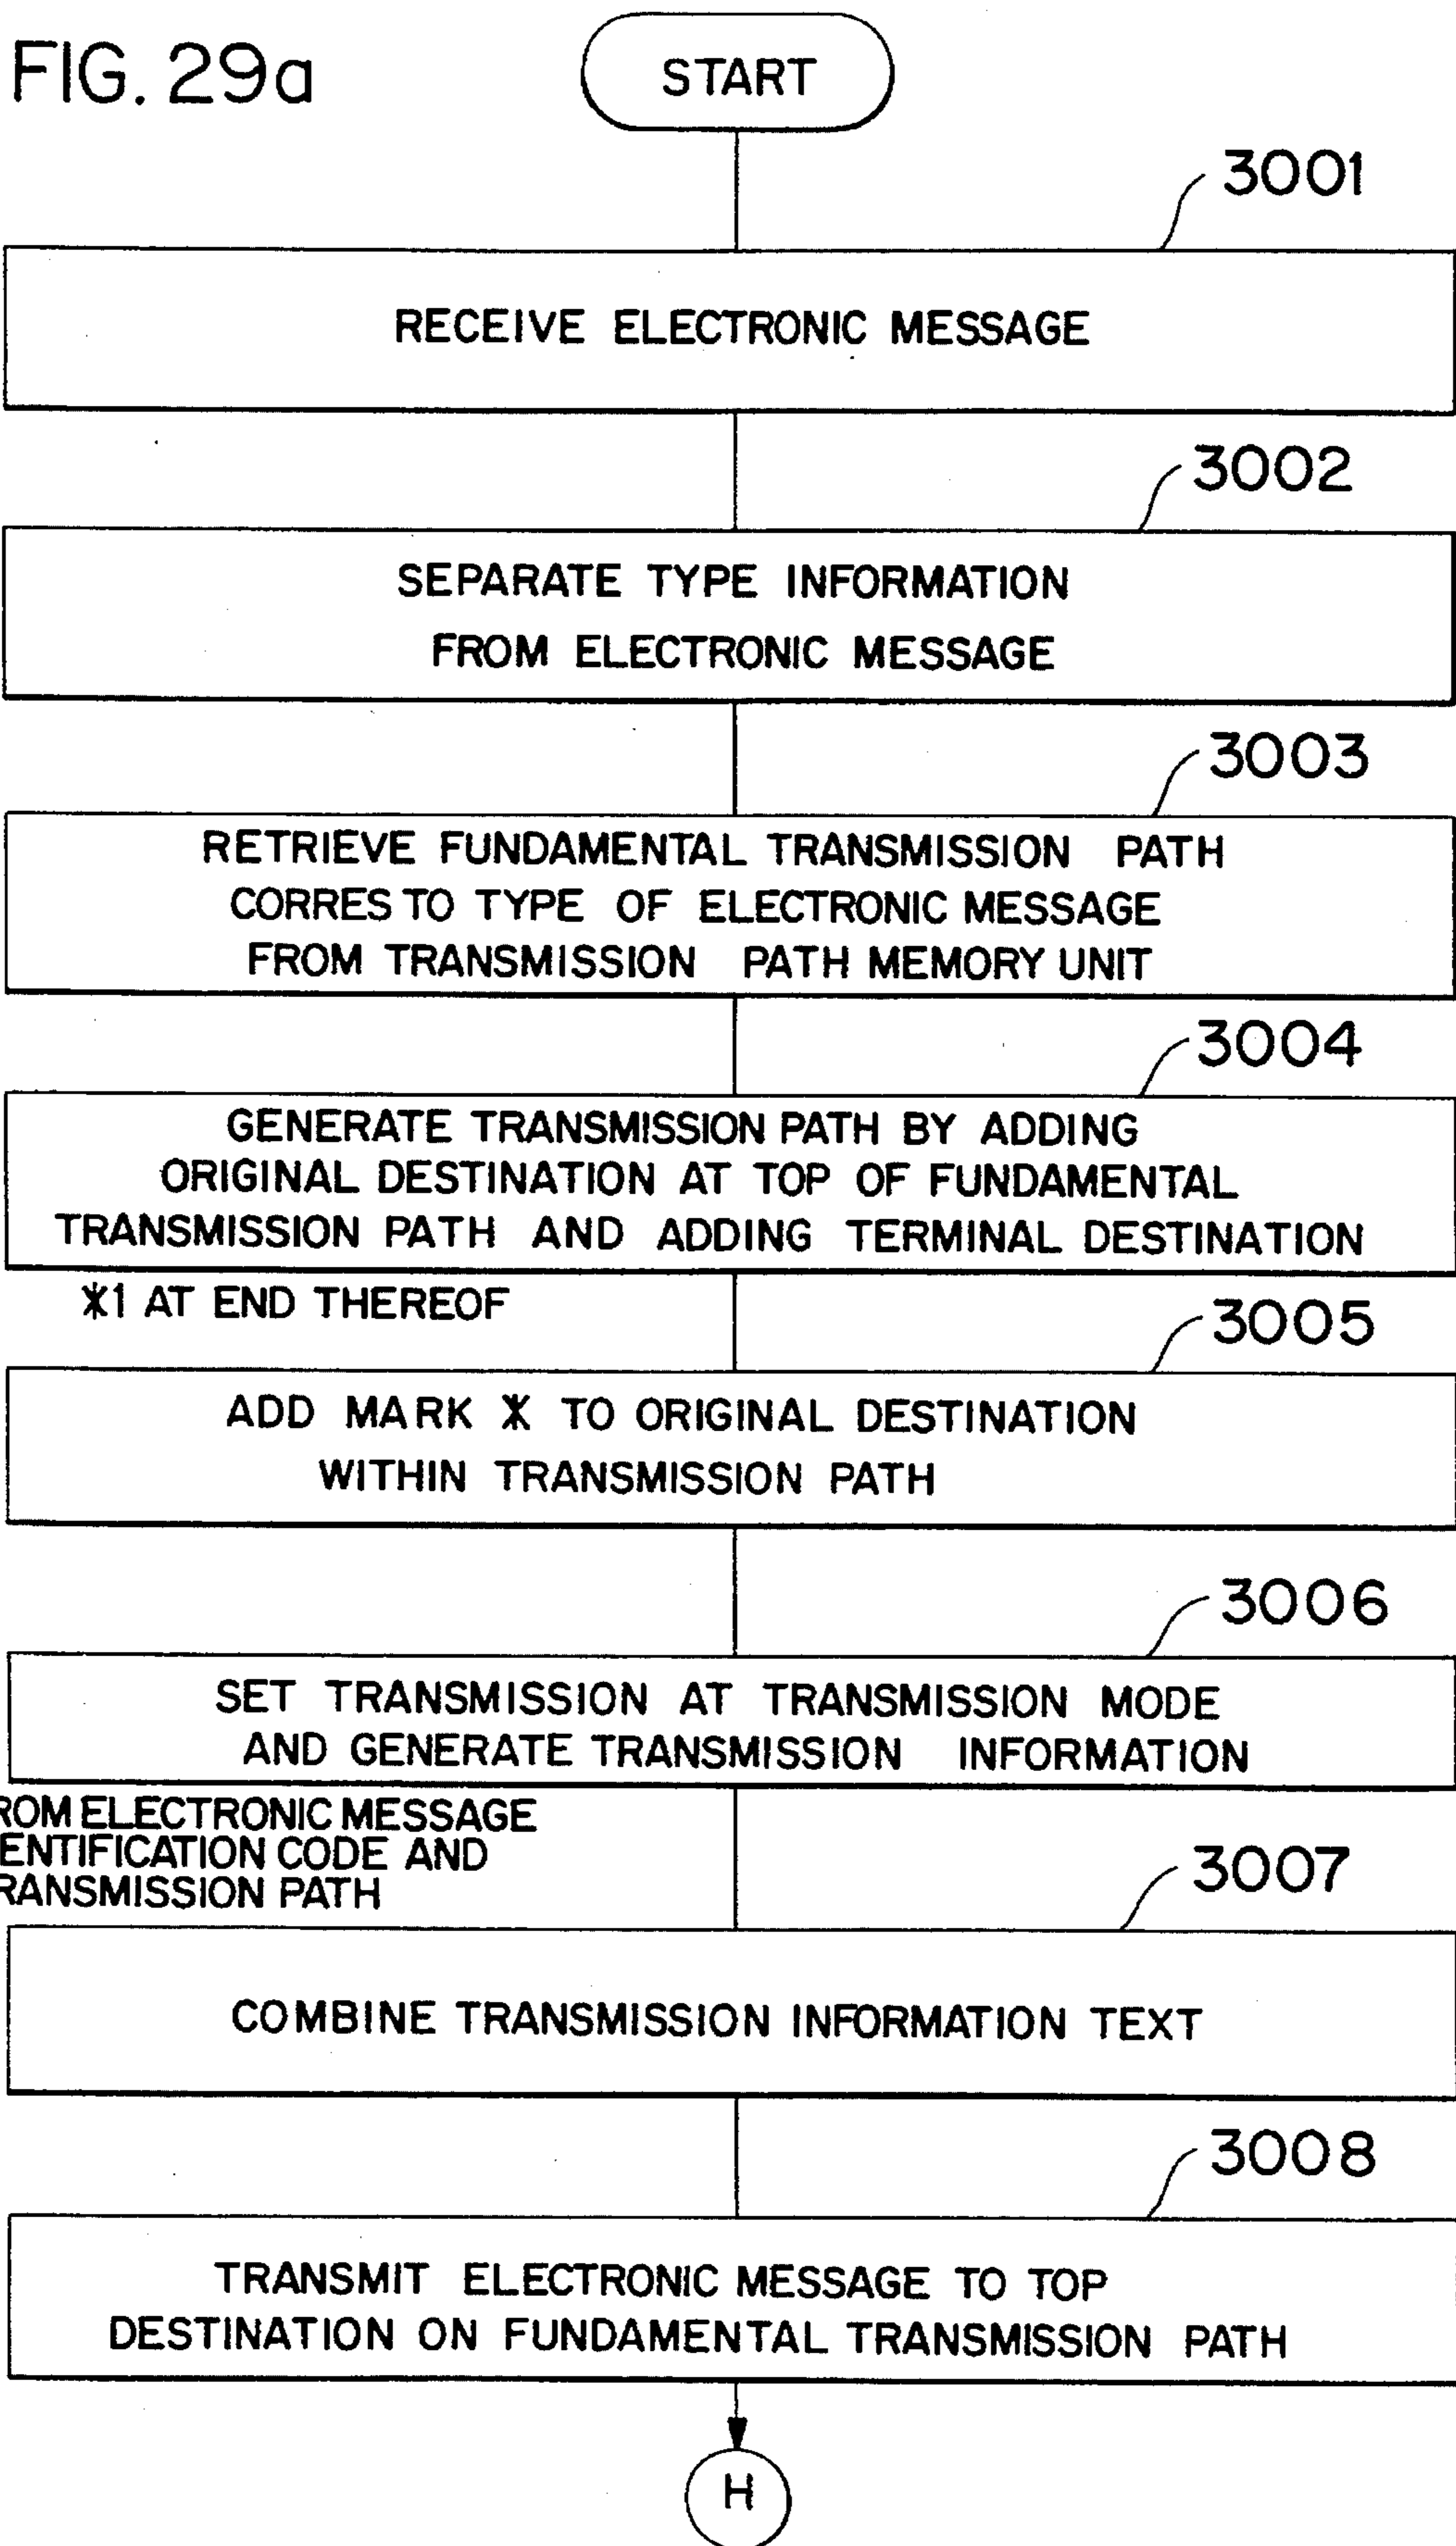 FIG. 29a
START
3001
RECEIVE ELECTRONIC MESSAGE
3002
SEPARATE TYPE INFORMATION
FROM ELECTRONIC MESSAGE
3003
RETRIEVE FUNDAMENTAL TRANSMISSION PATH
CORRES TO TYPE OF ELECTRONIC MESSAGE
FROM TRANSMISSION PATH MEMORY UNIT
3004
GENERATE TRANSMISSION PATH BY ADDING
ORIGINAL DESTINATION AT TOP OF FUNDAMENTAL
TRANSMISSION PATH AND ADDING TERMINAL DESTINATION
*1 AT END THEREOF
3005
ADD MARK * TO ORIGINAL DESTINATION
WITHIN TRANSMISSION PATH
3006
SET TRANSMISSION AT TRANSMISSION MODE
AND GENERATE TRANSMISSION INFORMATION
ROM ELECTRONIC MESSAGE
ENTIFICATION CODE AND
RANSMISSION PATH
3007
COMBINE TRANSMISSION INFORMATION TEXT
3008
TRANSMIT ELECTRONIC MESSAGE TO TOP
DESTINATION ON FUNDAMENTAL TRANSMISSION PATH
H